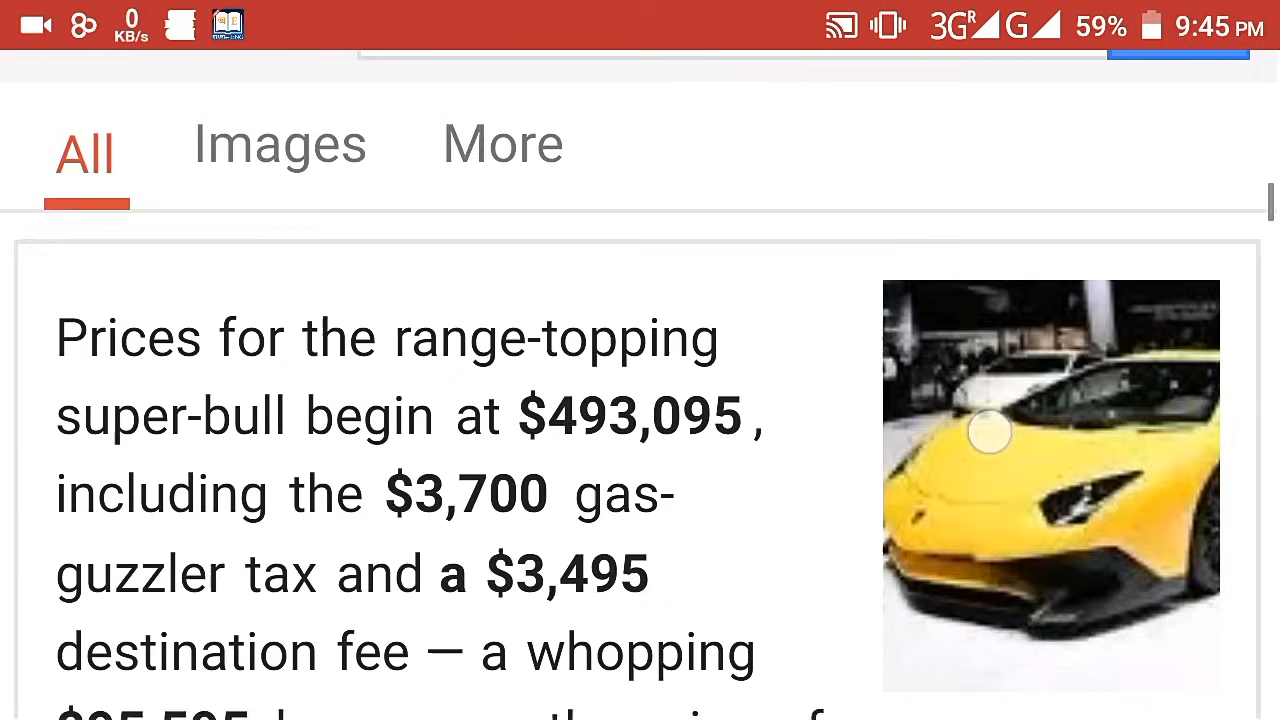 0
KB/s
3G R G 59% 9:45 PM
All Images More
Prices for the range-topping
super-bull begin at $493,095,
including the $3,700 gas-
guzzler tax and a $3,495
destination fee — a whopping